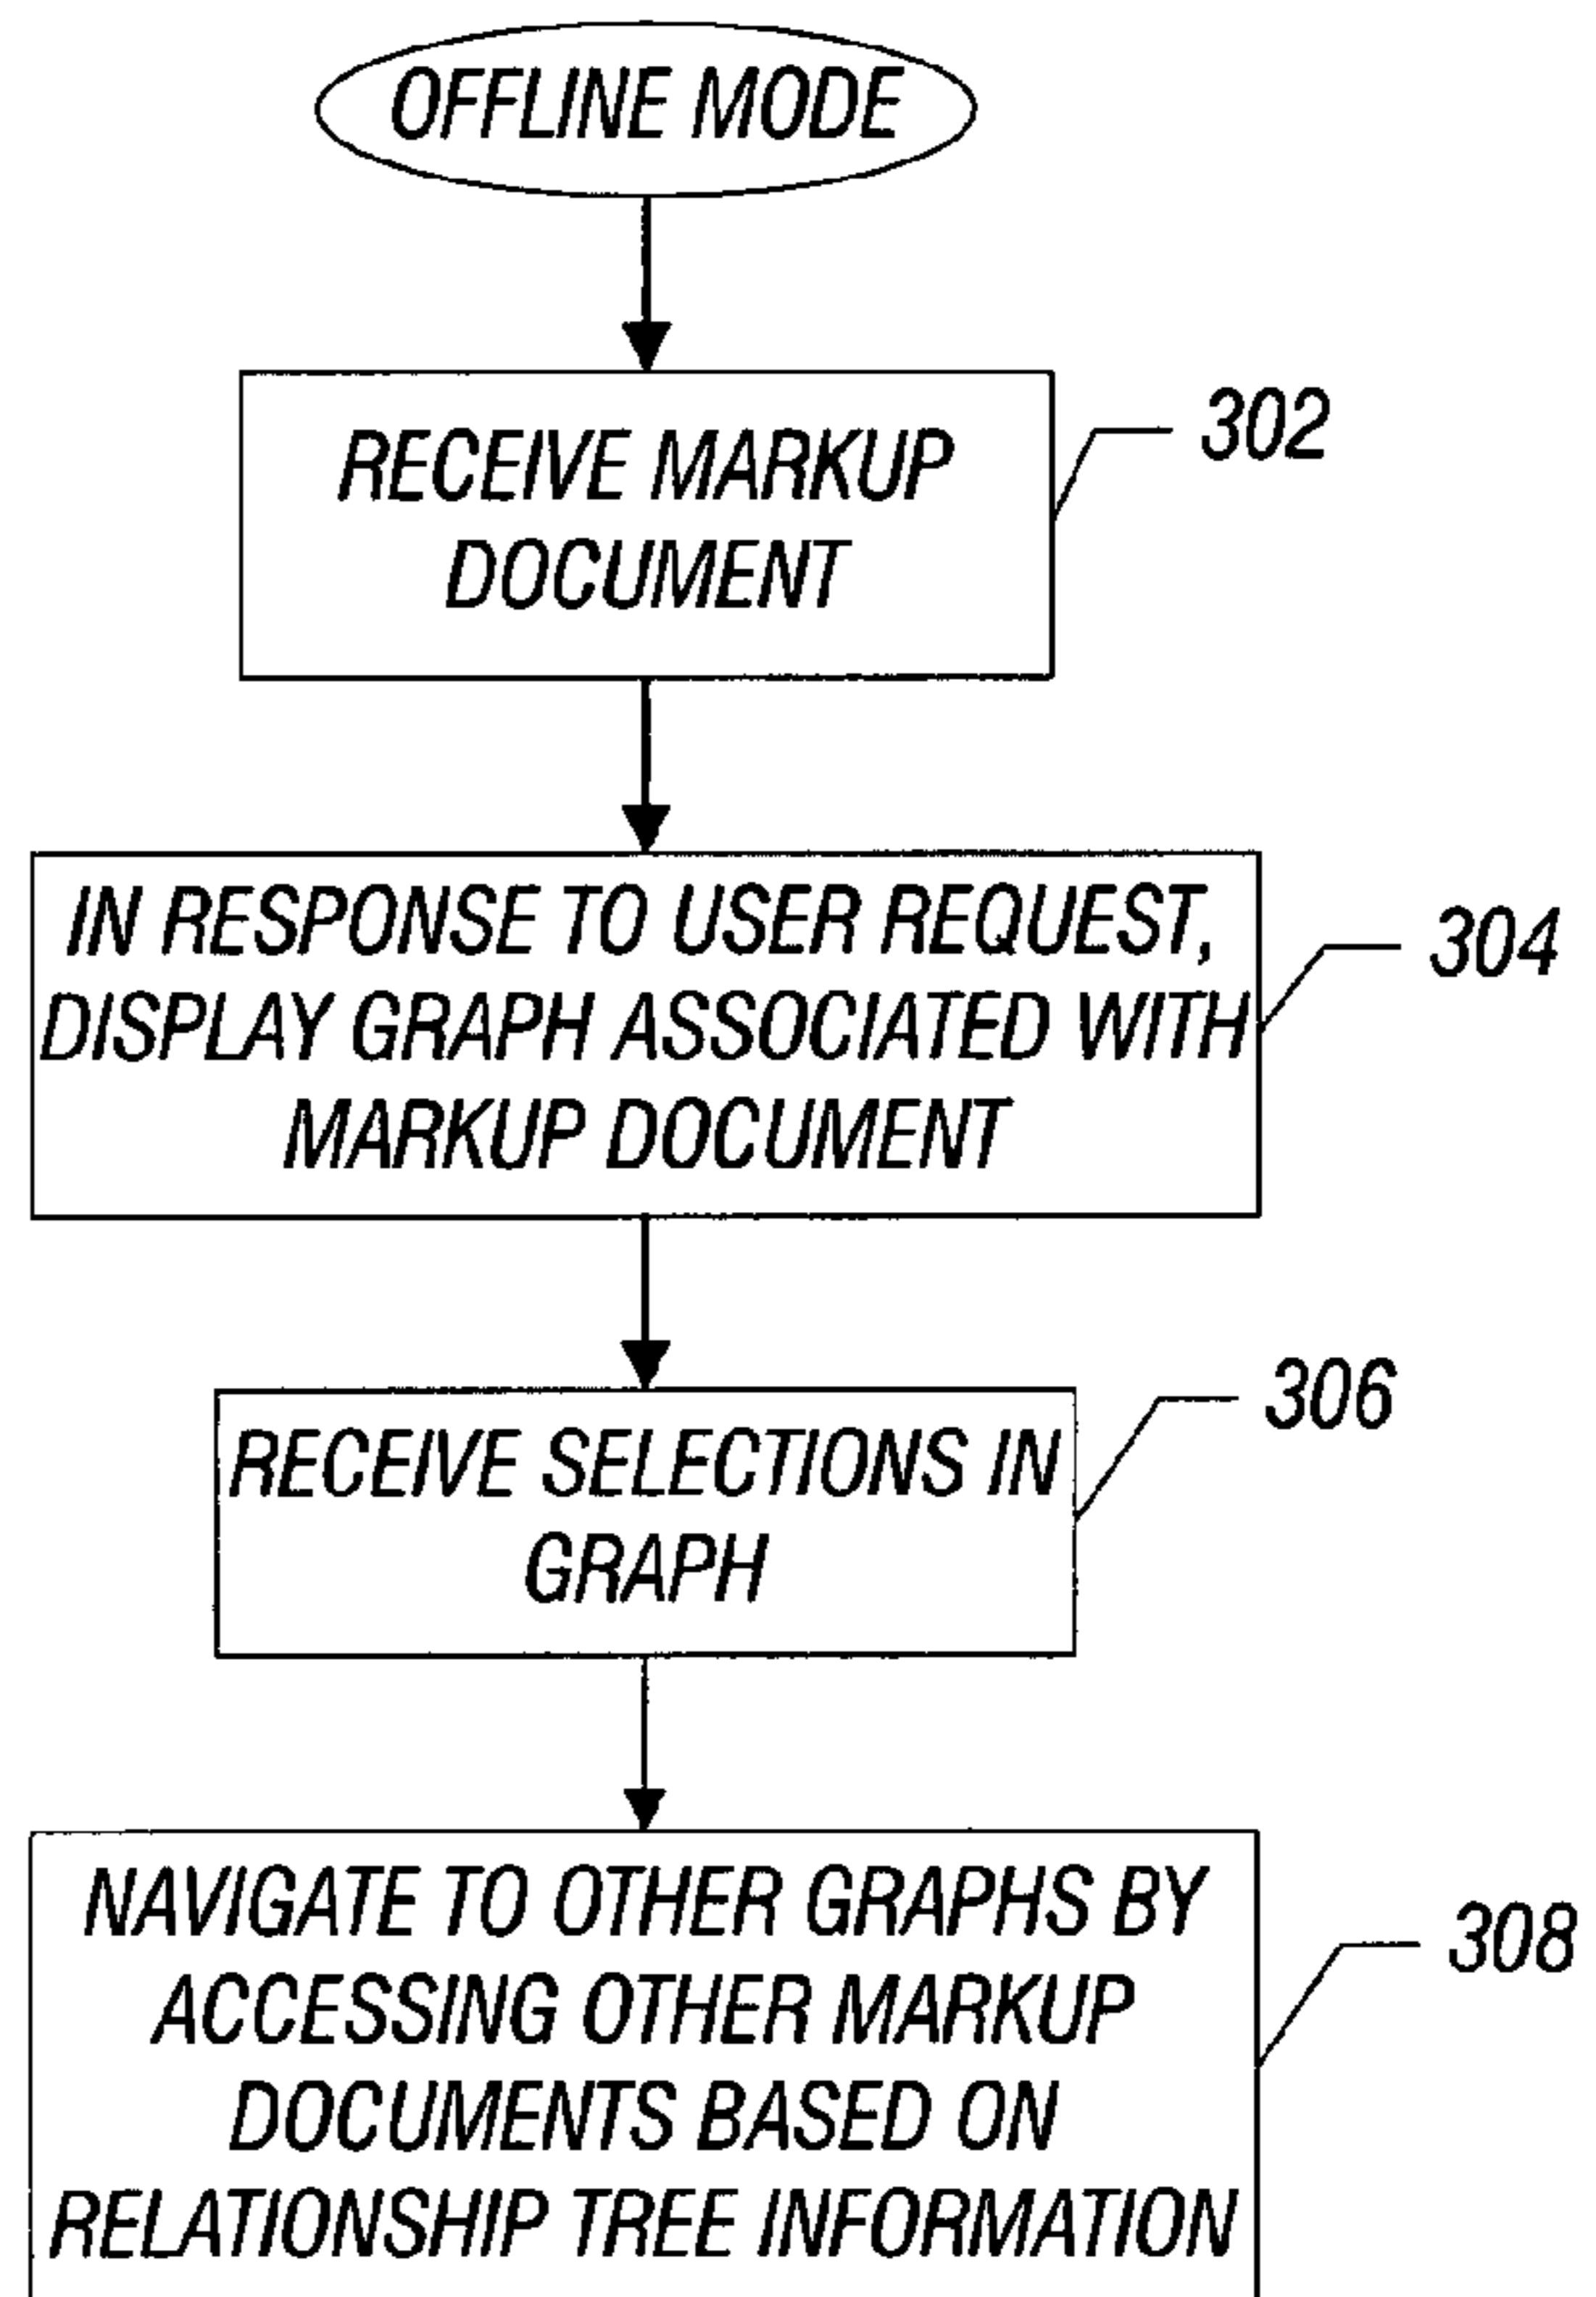 OFFLINE MODE
RECEIVE MARKUP
DOCUMENT
302
IN RESPONSE TO USER REQUEST,
DISPLAY GRAPH ASSOCIATED WITH
MARKUP DOCUMENT
304
RECEIVE SELECTIONS IN
GRAPH
306
NAVIGATE TO OTHER GRAPHS BY
ACCESSING OTHER MARKUP
DOCUMENTS BASED ON
RELATIONSHIP TREE INFORMATION
308